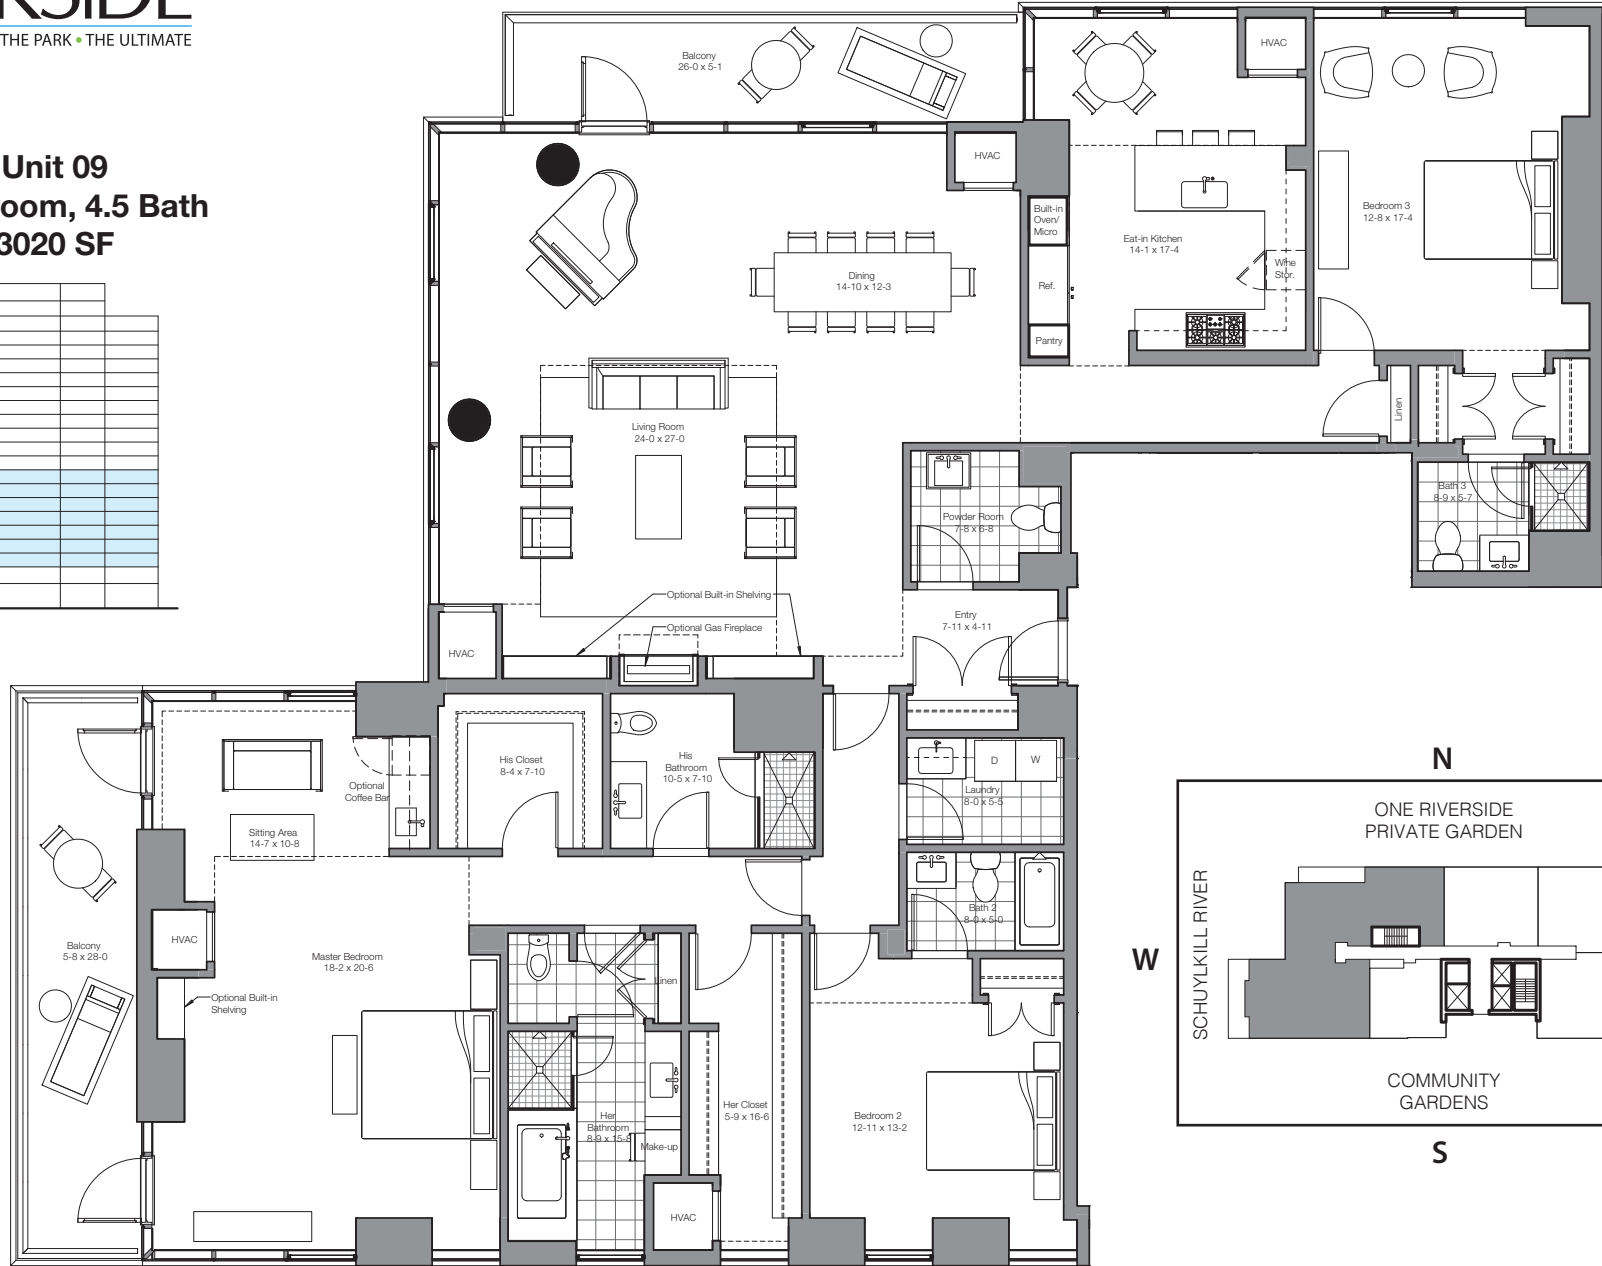 THE PARK • THE ULTIMATE
Unit 09
oom, 4.5 Bath
3020 SF
Balcony
26-0 x 5-1
HVAC
HVAC
Built-in
Oven/
Micro
Ref.
Pantry
Eat-in Kitchen
14-1 x 17-4
Wine
Stor.
Bedroom 3
12-8 x 17-4
Dining
14-10 x 12-3
Living Room
24-0 x 27-0
Linen
Bath 3
8-9 x 5-7
Powder Room
7-8 x 6-8
Optional Built-in Shelving
Optional Gas Fireplace
Entry
7-11 x 4-11
HVAC
His Closet
8-4 x 7-10
His
Bathroom
10-5 x 7-10
D
W
Laundry
8-0 x 5-5
Optional
Coffee Bar
Sitting Area
14-7 x 10-8
Bath 2
8-0 x 5-0
Balcony
5-8 x 28-0
HVAC
Master Bedroom
18-2 x 20-6
Optional Built-in
Shelving
Linen
Her
Bathroom
8-9 x 15-8
Make-up
Her Closet
5-9 x 16-6
HVAC
Bedroom 2
12-11 x 13-2
N
ONE RIVERSIDE
PRIVATE GARDEN
SCHUYLKILL RIVER
W
COMMUNITY
GARDENS
S